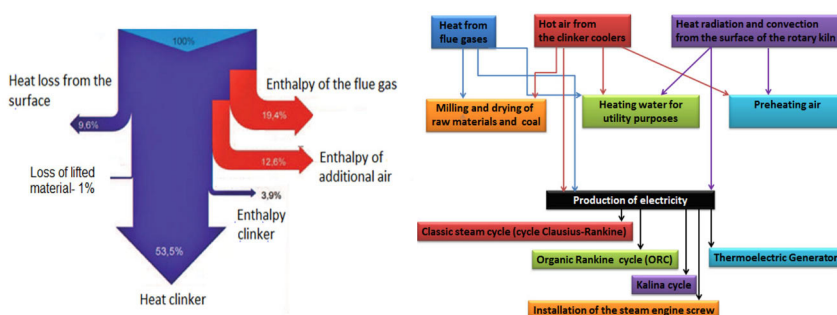 100%
Heat loss from the
surface
9,6%
Loss of lifted
material- 1%
Enthalpy of the flue gas
19,4%
12,6%
Enthalpy of
additional air
3,9%
Enthalpy
clinker
53,5%
Heat clinker
Heat from
flue gases
Hot air from
the clinker coolers
Heat radiation and convection
from the surface of the rotary kiln
Milling and drying of
raw materials and coal
Heating water for
utility purposes
Preheating air
Production of electricity
Classic steam cycle (cycle Clausius-Rankine)
Organic Rankine cycle (ORC)
Thermoelectric Generator
Kalina cycle
Installation of the steam engine screw